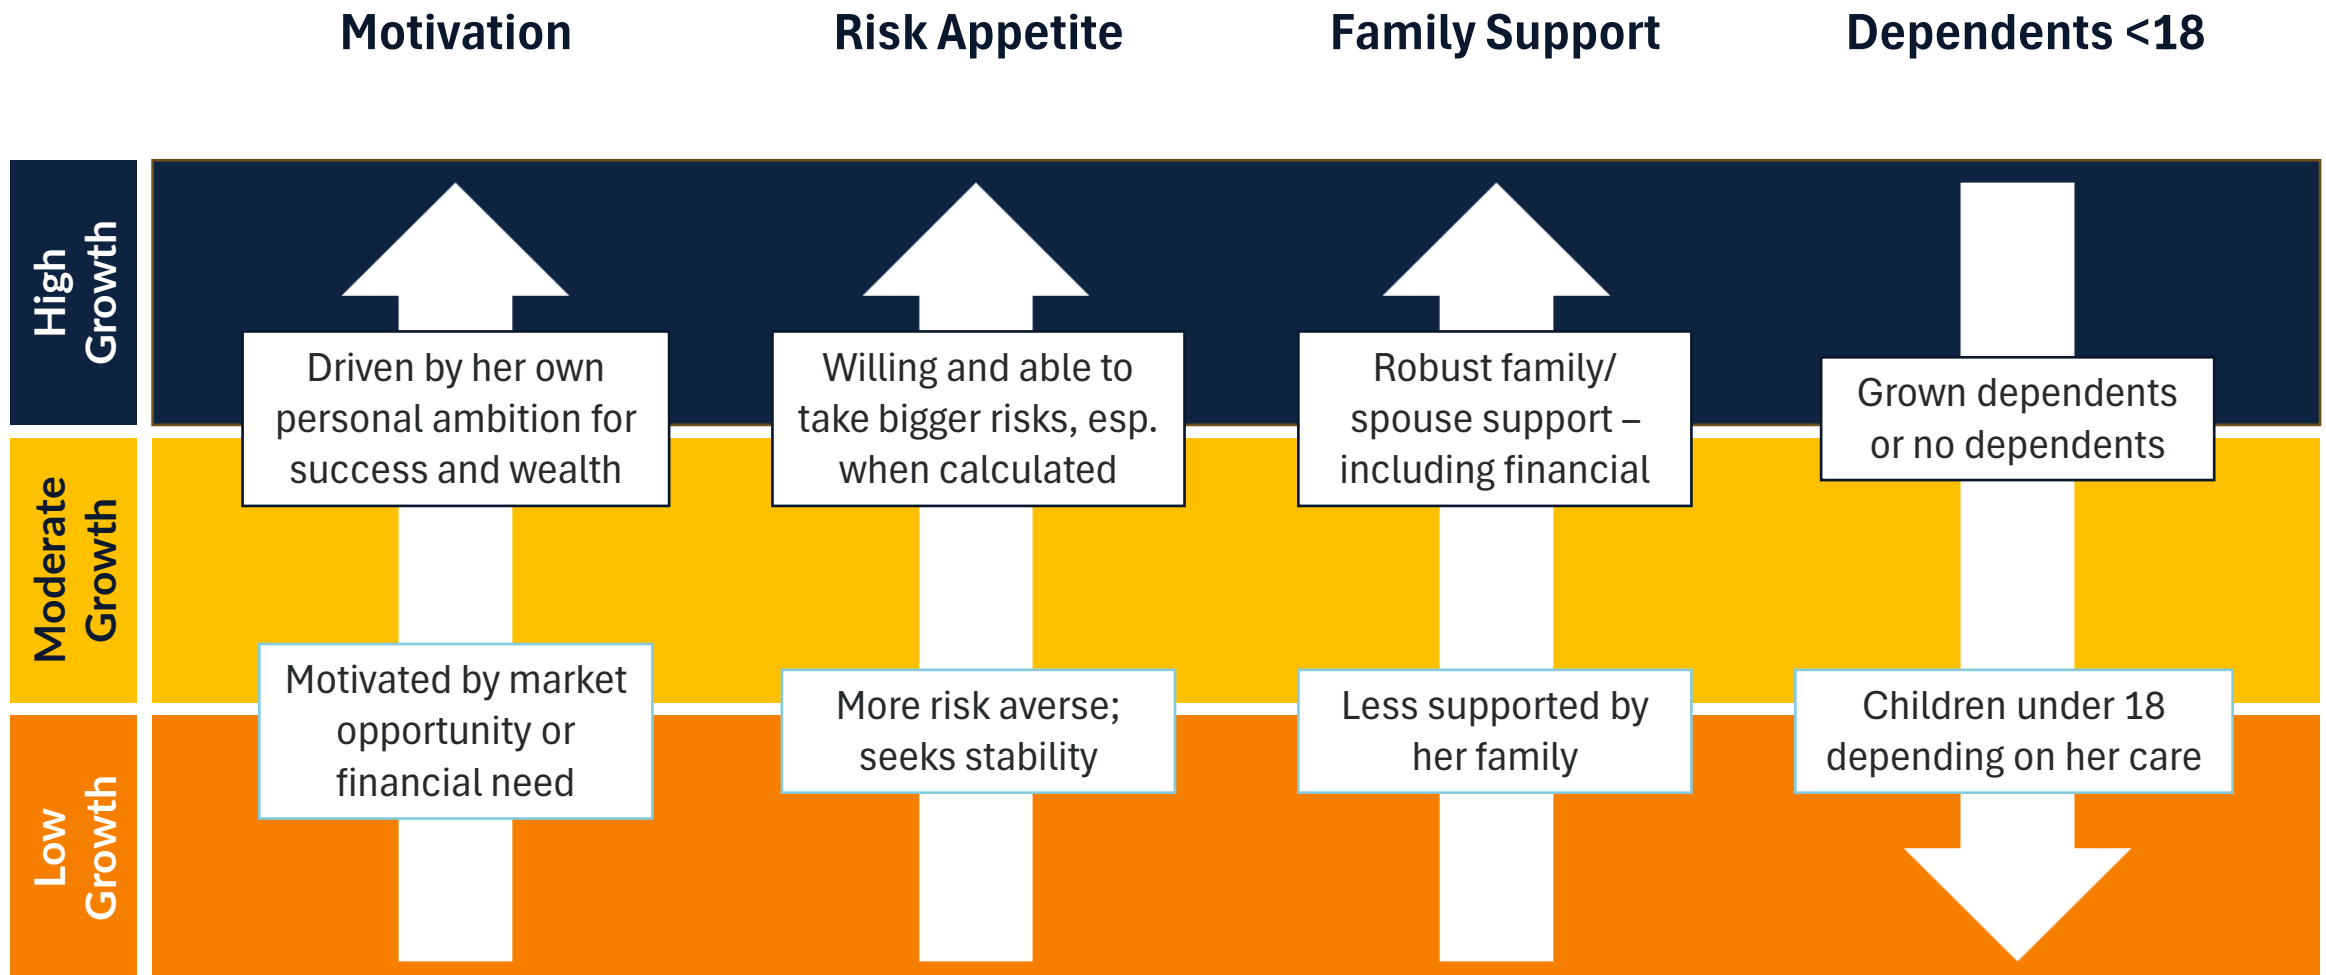 Motivation
Risk Appetite
Family Support
Dependents <18
High
Growth
Driven by her own
personal ambition for
success and wealth
Willing and able to
take bigger risks, esp.
when calculated
Robust family/
spouse support –
including financial
Grown dependents
or no dependents
Moderate
Growth
Motivated by market
opportunity or
financial need
More risk averse;
seeks stability
Less supported by
her family
Children under 18
depending on her care
Low
Growth